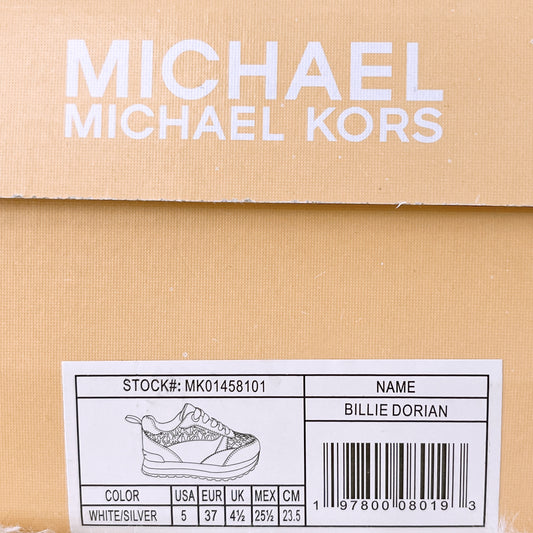 MICHAEL
MICHAEL KORS
STOCK#: MK01458101
NAME
BILLIE DORIAN
COLOR USA EUR UK MEX CM
WHITE/SILVER 5 37 4½ 25½ 23.5
1 97800 08019 3